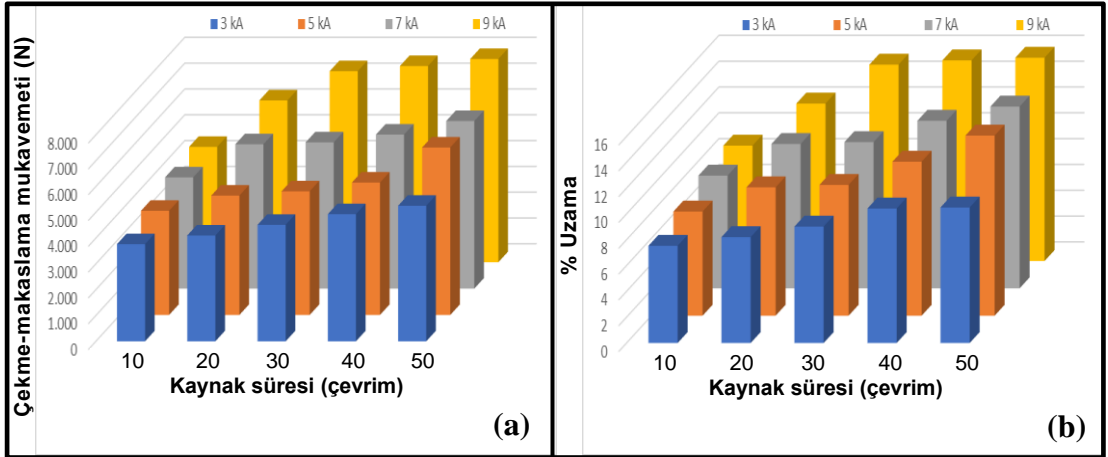 3 kA 5 kA 7 kA 9 kA
Çekme-makaslama mukavemeti (N)
8.000
7.000
6.000
5.000
4.000
3.000
2.000
1.000
0
10 20 30 40 50
Kaynak süresi (çevrim)
(a)
3 kA 5 kA 7 kA 9 kA
% Uzama
16
14
12
10
8
6
4
2
0
10 20 30 40 50
Kaynak süresi (çevrim)
(b)